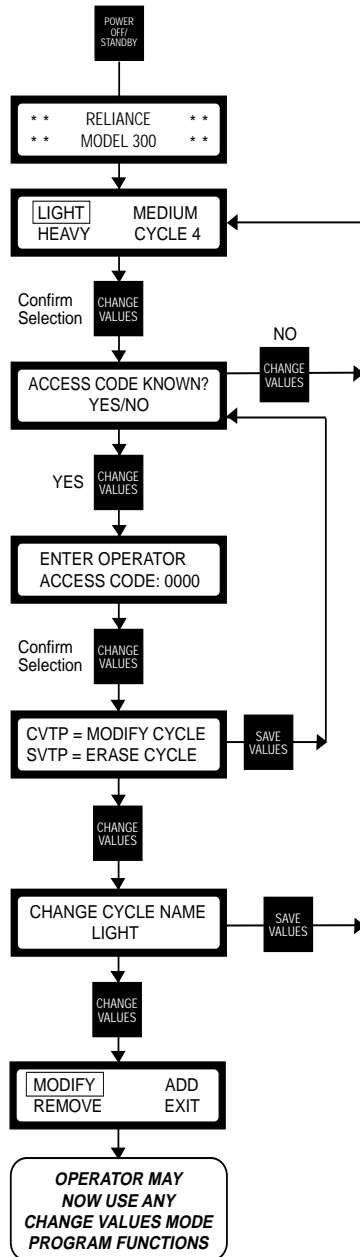 POWER
OFF/
STANDBY
* * RELIANCE * *
* * MODEL 300 * *
LIGHT MEDIUM
HEAVY CYCLE 4
Confirm
Selection
CHANGE
VALUES
NO
CHANGE
VALUES
ACCESS CODE KNOWN?
YES/NO
YES
CHANGE
VALUES
ENTER OPERATOR
ACCESS CODE: 0000
Confirm
Selection
CHANGE
VALUES
CVTP = MODIFY CYCLE
SVTP = ERASE CYCLE
SAVE
VALUES
CHANGE
VALUES
CHANGE CYCLE NAME
LIGHT
SAVE
VALUES
CHANGE
VALUES
MODIFY ADD
REMOVE EXIT
OPERATOR MAY
NOW USE ANY
CHANGE VALUES MODE
PROGRAM FUNCTIONS